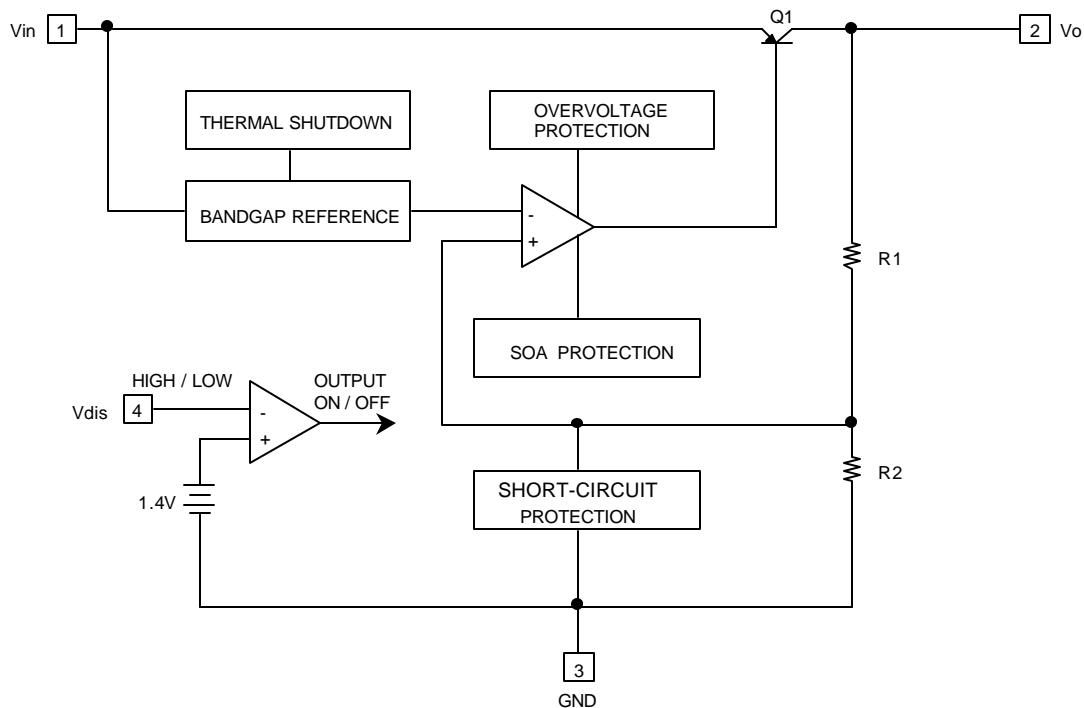 Q1
Vin 1
2 Vo
THERMAL SHUTDOWN
OVERVOLTAGE
PROTECTION
BANDGAP REFERENCE
-
+
R1
SOA PROTECTION
HIGH / LOW
OUTPUT
ON / OFF
Vdis 4
-
+
1.4V
R2
SHORT-CIRCUIT
PROTECTION
3
GND